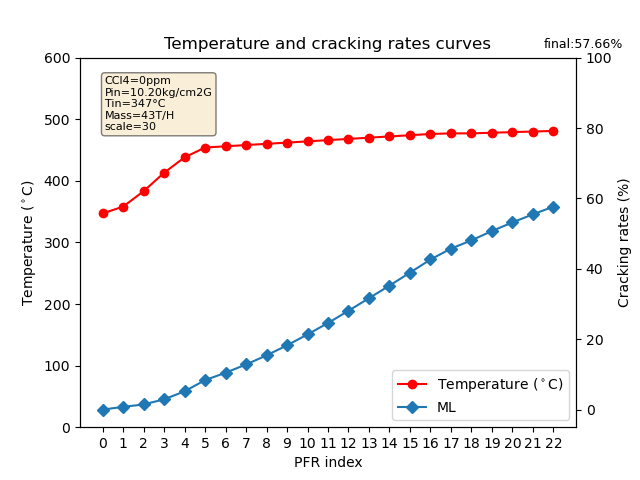 Temperature and cracking rates curves
final:57.66%
CCl4=0ppm
Pin=10.20kg/cm2G
Tin=347°C
Mass=43T/H
scale=30
600
500
400
300
200
100
0
Temperature (°C)
100
80
60
40
20
0
Cracking rates (%)
Temperature (°C)
ML
0 1 2 3 4 5 6 7 8 9 10 11 12 13 14 15 16 17 18 19 20 21 22
PFR index